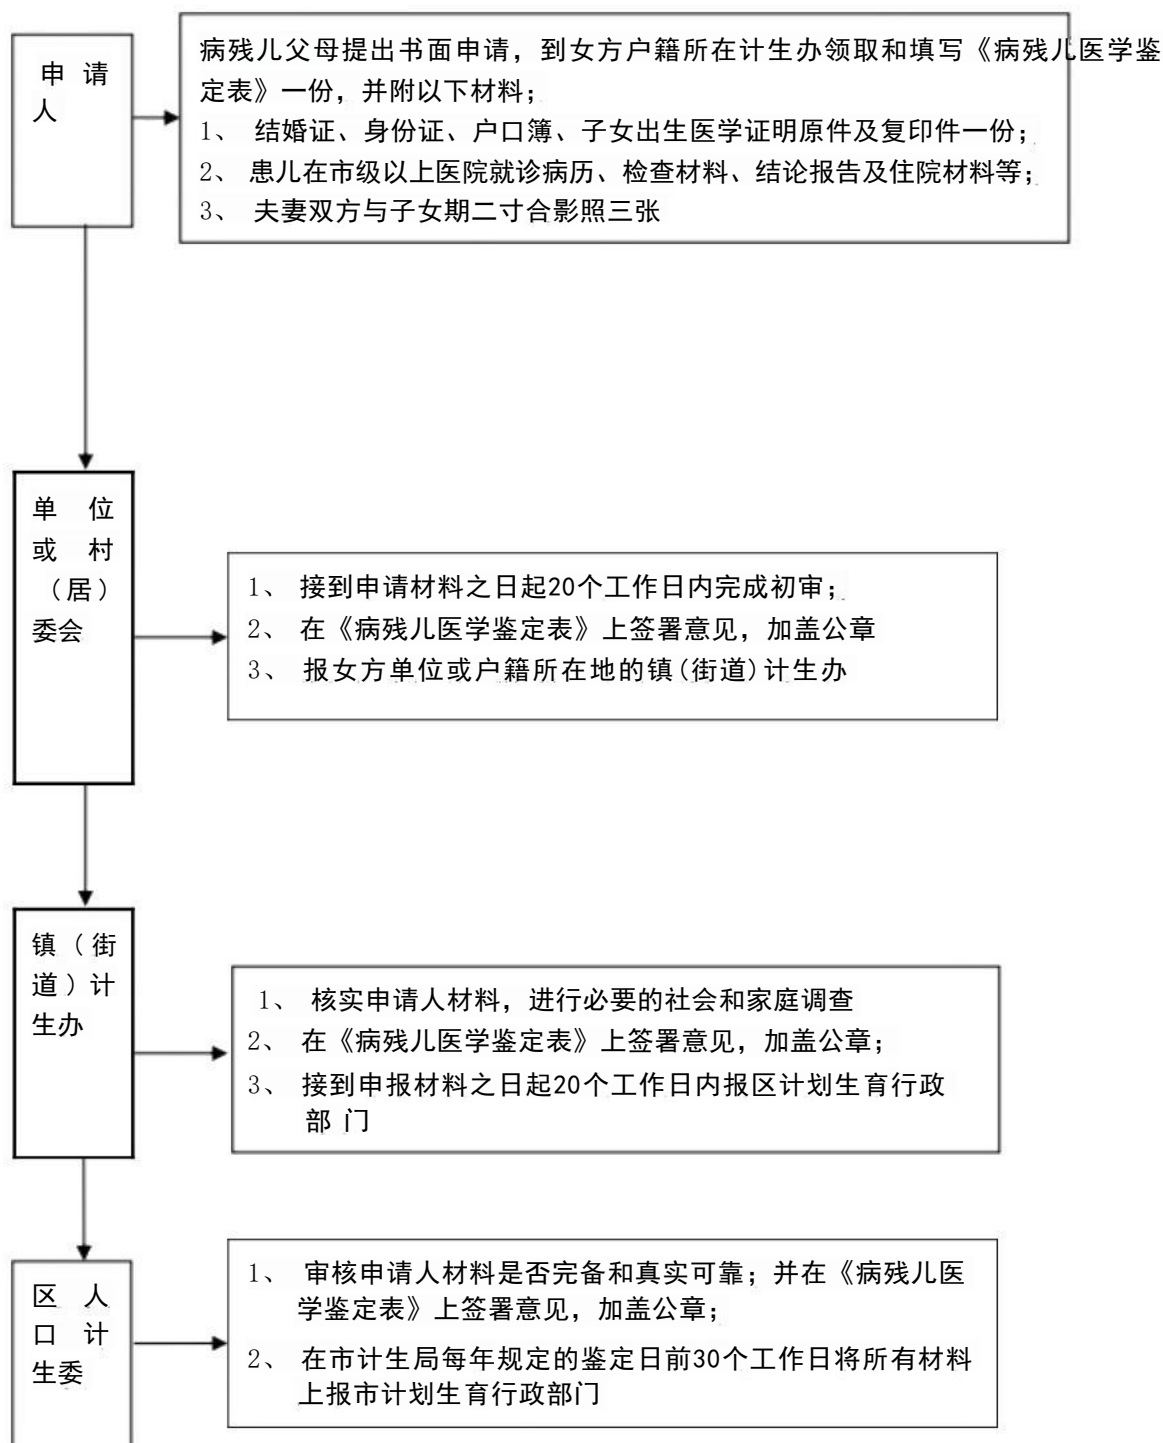 申 请
人
病残儿父母提出书面申请，到女方户籍所在计生办领取和填写《病残儿医学鉴
定表》一份，并附以下材料；
1、 结婚证、身份证、户口簿、子女出生医学证明原件及复印件一份；
2、 患儿在市级以上医院就诊病历、检查材料、结论报告及住院材料等；
3、 夫妻双方与子女期二寸合影照三张
单 位
或 村
（居）
委会
1、 接到申请材料之日起20个工作日内完成初审；
2、 在《病残儿医学鉴定表》上签署意见，加盖公章
3、 报女方单位或户籍所在地的镇(街道)计生办
镇（街
道）计
生办
1、 核实申请人材料，进行必要的社会和家庭调查
2、 在《病残儿医学鉴定表》上签署意见，加盖公章；
3、 接到申报材料之日起20个工作日内报区计划生育行政
部 门
区 人
口 计
生委
1、 审核申请人材料是否完备和真实可靠；并在《病残儿医
学鉴定表》上签署意见，加盖公章；
2、 在市计生局每年规定的鉴定日前30个工作日将所有材料
上报市计划生育行政部门